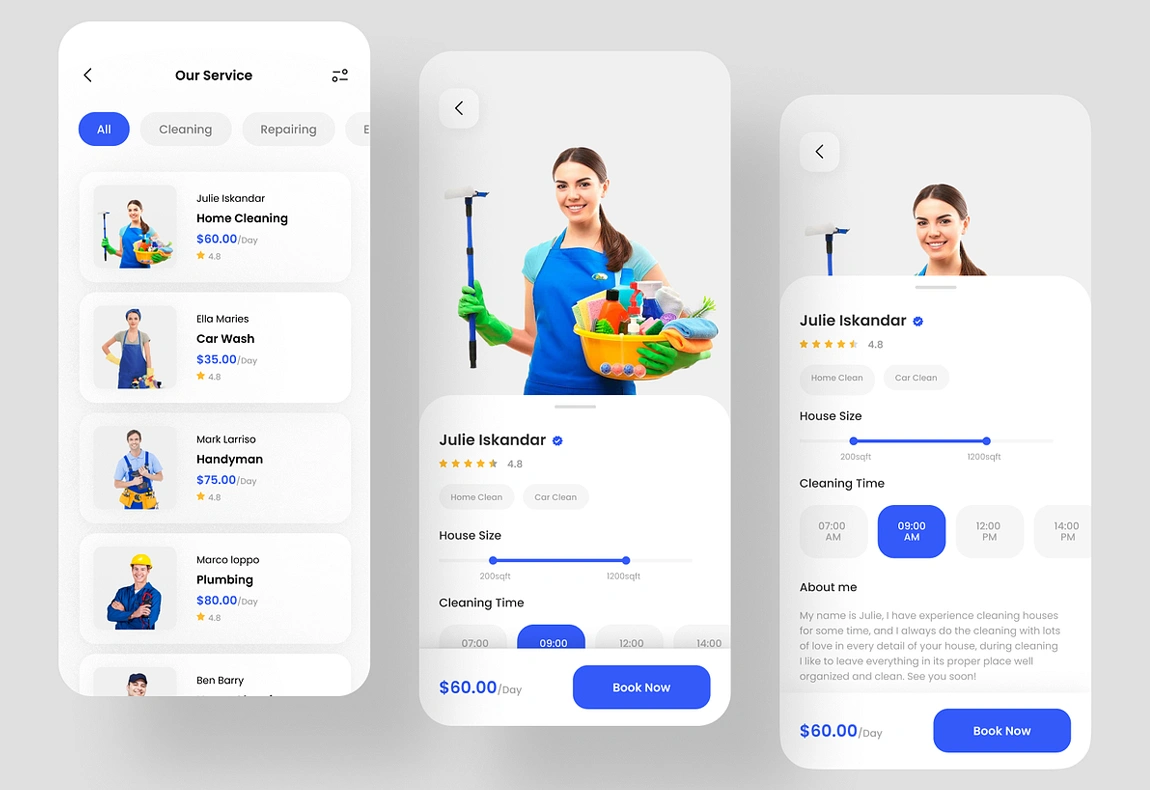 Our Service
All
Cleaning
Repairing
E
Julie Iskandar
Home Cleaning
$60.00/Day
4.8
Ella Maries
Car Wash
$35.00/Day
4.8
Mark Larriso
Handyman
$75.00/Day
4.8
Marco loppo
Plumbing
$80.00/Day
4.8
Ben Barry
Julie Iskandar
4.8
Home Clean
Car Clean
House Size
200sqft
1200sqft
Cleaning Time
07:00
09:00
12:00
14:00
$60.00/Day
Book Now
Julie Iskandar
4.8
Home Clean
Car Clean
House Size
200sqft
1200sqft
Cleaning Time
07:00
AM
09:00
AM
12:00
PM
14:00
PM
About me
My name is Julie, I have experience cleaning houses
for some time, and I always do the cleaning with lots
of love in every detail of your house, during cleaning
I like to leave everything in its proper place well
organized and clean. See you soon!
$60.00/Day
Book Now